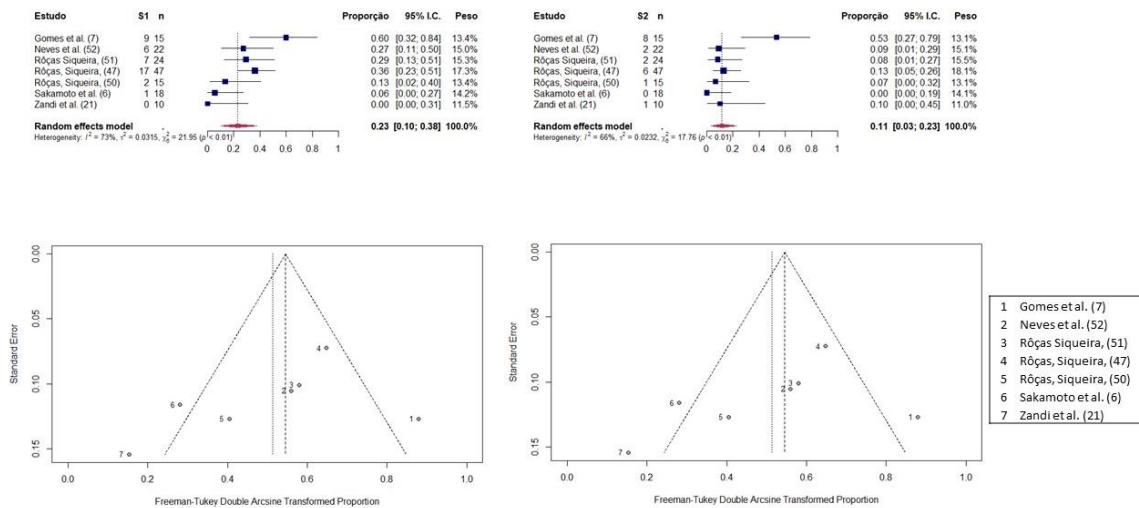 Estudo S1 n Proporção 95% I.C. Peso
Gomes et al. (7) 9 15 0.60 [0.32; 0.84] 13.4%
Neves et al. (52) 6 22 0.27 [0.11; 0.50] 15.0%
Rôças Siqueira, (51) 7 24 0.29 [0.13; 0.51] 15.3%
Rôças, Siqueira, (47) 17 47 0.36 [0.23; 0.51] 17.3%
Rôças, Siqueira, (50) 2 15 0.13 [0.02; 0.40] 13.4%
Sakamoto et al. (6) 1 18 0.06 [0.00; 0.27] 14.2%
Zandi et al. (21) 0 10 0.00 [0.00; 0.31] 11.5%
Random effects model 0.23 [0.10; 0.38] 100.0%
Heterogeneity: I² = 73%, τ² = 0.0315, χ²₆ = 21.95 (p < 0.01)
0 0.2 0.4 0.6 0.8 1
Estudo S2 n Proporção 95% I.C. Peso
Gomes et al. (7) 8 15 0.53 [0.27; 0.79] 13.1%
Neves et al. (52) 2 22 0.09 [0.01; 0.29] 15.1%
Rôças Siqueira (51) 2 24 0.08 [0.01; 0.27] 15.5%
Rôças, Siqueira (47) 6 47 0.13 [0.05; 0.26] 18.1%
Rôças, Siqueira (50) 1 15 0.07 [0.00; 0.32] 13.1%
Sakamoto et al. (6) 0 18 0.00 [0.00; 0.19] 14.1%
Zandi et al. (21) 1 10 0.10 [0.00; 0.45] 11.0%
Random effects model 0.11 [0.03; 0.23] 100.0%
Heterogeneity: I² = 66%, τ² = 0.0232, χ²₆ = 17.76 (p < 0.01)
0 0.2 0.4 0.6 0.8 1
Standard Error
0.00
0.05
0.10
0.15
4
3
2
6
5
1
7
0.0 0.2 0.4 0.6 0.8 1.0
Freeman-Tukey Double Arcsine Transformed Proportion
Standard Error
0.00
0.05
0.10
0.15
4
3
2
6
5
1
7
0.0 0.2 0.4 0.6 0.8 1.0
Freeman-Tukey Double Arcsine Transformed Proportion
1 Gomes et al. (7)
2 Neves et al. (52)
3 Rôças Siqueira, (51)
4 Rôças, Siqueira, (47)
5 Rôças, Siqueira, (50)
6 Sakamoto et al. (6)
7 Zandi et al. (21)